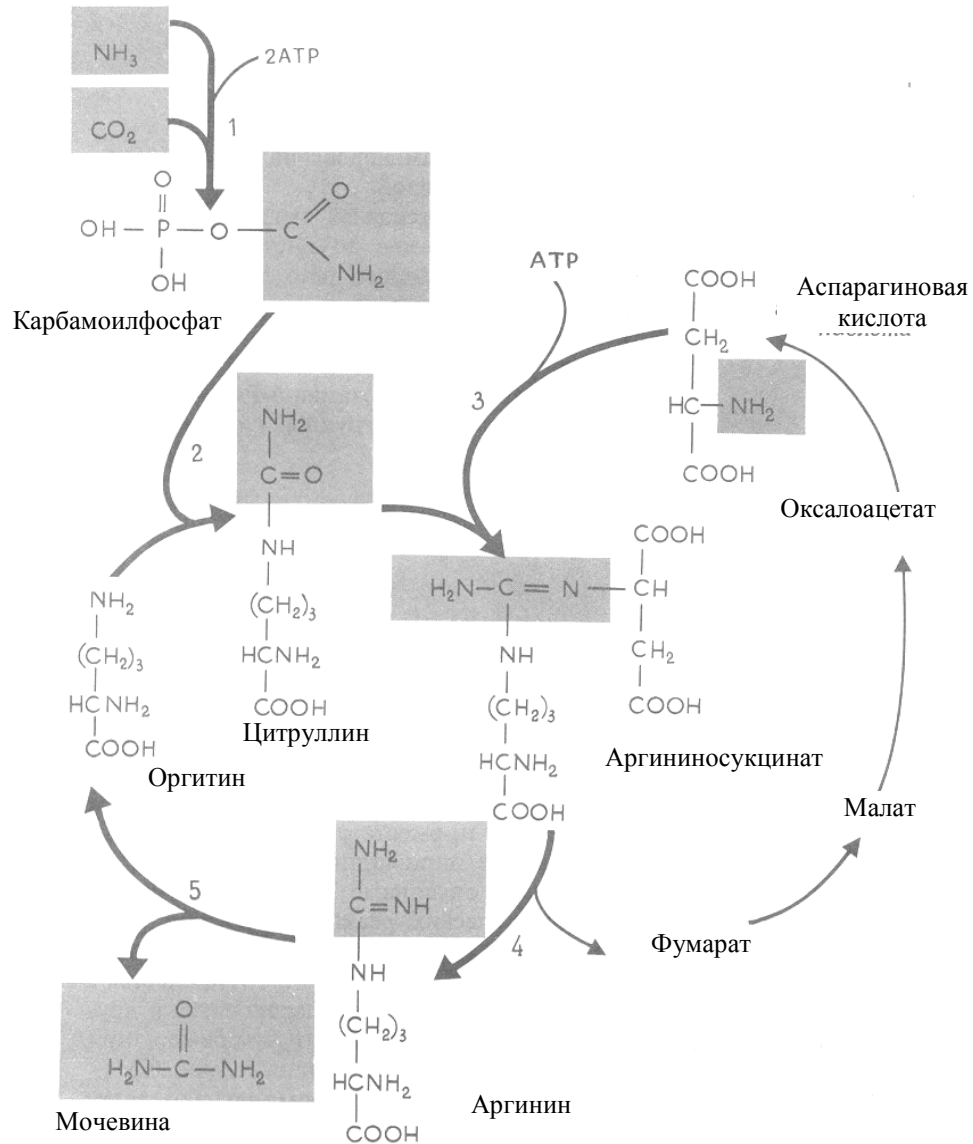 NH₃
2ATP
CO₂
1
O
O
OH—P—O—C
NH₂
OH
Карбамоилфосфат
ATP
COOH
Аспарагиновая
кислота
CH₂
3
HC—NH₂
COOH
Оксалоацетат
2
NH₂
C=O
NH
(CH₂)₃
HCNH₂
COOH
Цитруллин
COOH
H₂N—C=N—CH
CH₂
COOH
NH
(CH₂)₃
HCNH₂
COOH
Аргининосукцинат
NH₂
(CH₂)₃
HCNH₂
COOH
Оргитин
Малат
NH₂
C=NH
NH
(CH₂)₃
HCNH₂
COOH
Аргинин
5
4
Фумарат
O
H₂N—C—NH₂
Мочевина